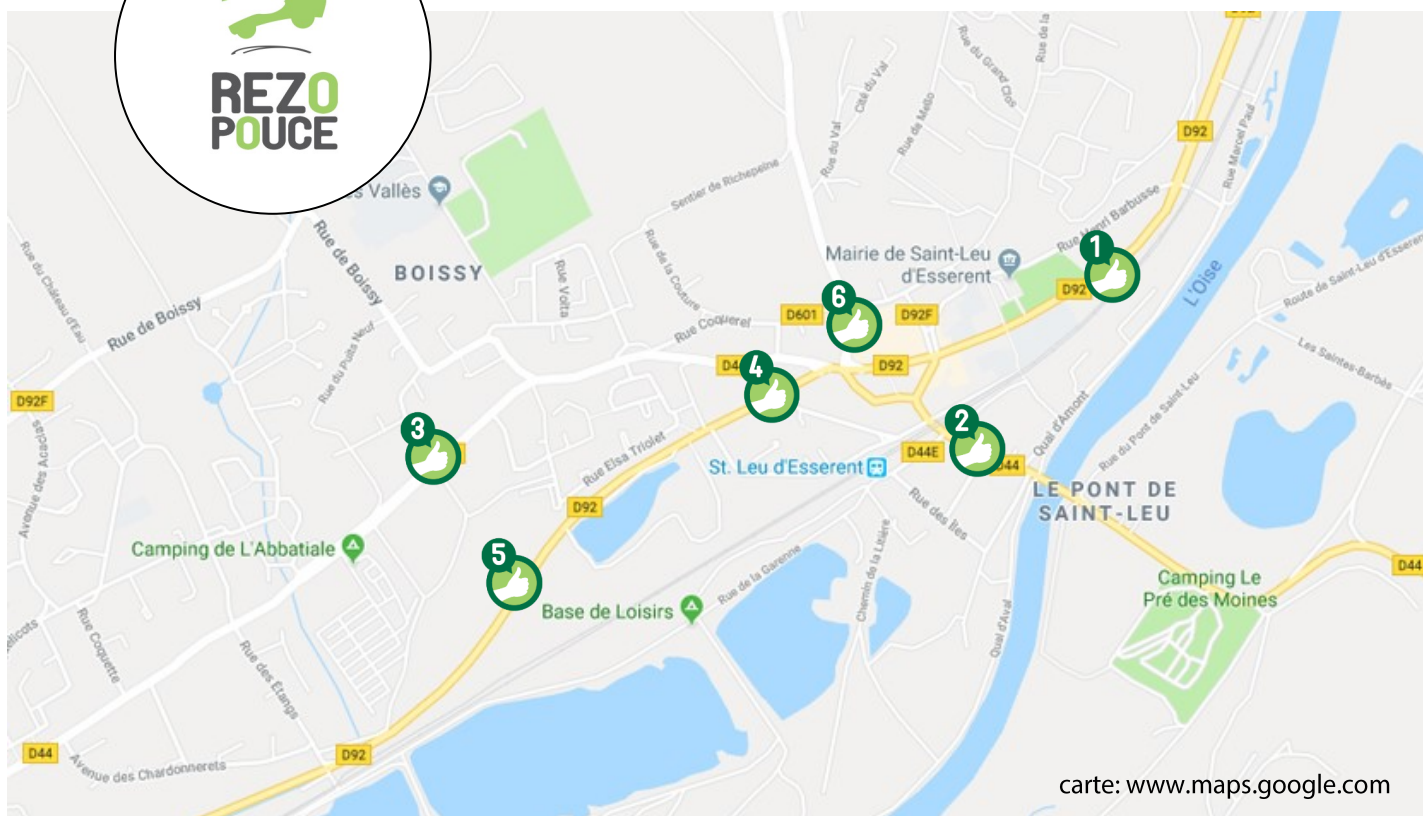 REZO
POUCE
s Vallès
BOISSY
Rue de Boissy
Rue de Boissy
Rue du Château d'Eau
Rue du Puits Neuf
Rue Volta
Rue de la Couture
Sentier de Richepeine
Rue Coquerel
Rue du Val
Cité du Val
Rue de Mello
Rue du Grand Clos
Rue de la
D92
Rue Marcel Paul
Rue Henri Barbusse
Mairie de Saint-Leu
d'Esserent
1
D92
L'Oise
Route de Saint-Leu d'Esseren
Les Saintes-Barbes
6
D601
D92F
D92
D4
4
D92F
Avenue des Acacias
3
Rue Elsa Triolet
D92
St. Leu d'Esserent
2
D44E
D44
Quai d'Amont
Rue du Pont de Saint-Leu
LE PONT DE
SAINT-LEU
Rue des Îles
Camping de L'Abbatiale
5
Base de Loisirs
Rue de la Garenne
Chemin de la Litière
Quai d'Aval
Camping Le
Pré des Moines
D44
elicots
Rue Coquette
Rue des Étangs
D44
Avenue des Chardonnerets
D92
carte: www.maps.google.com